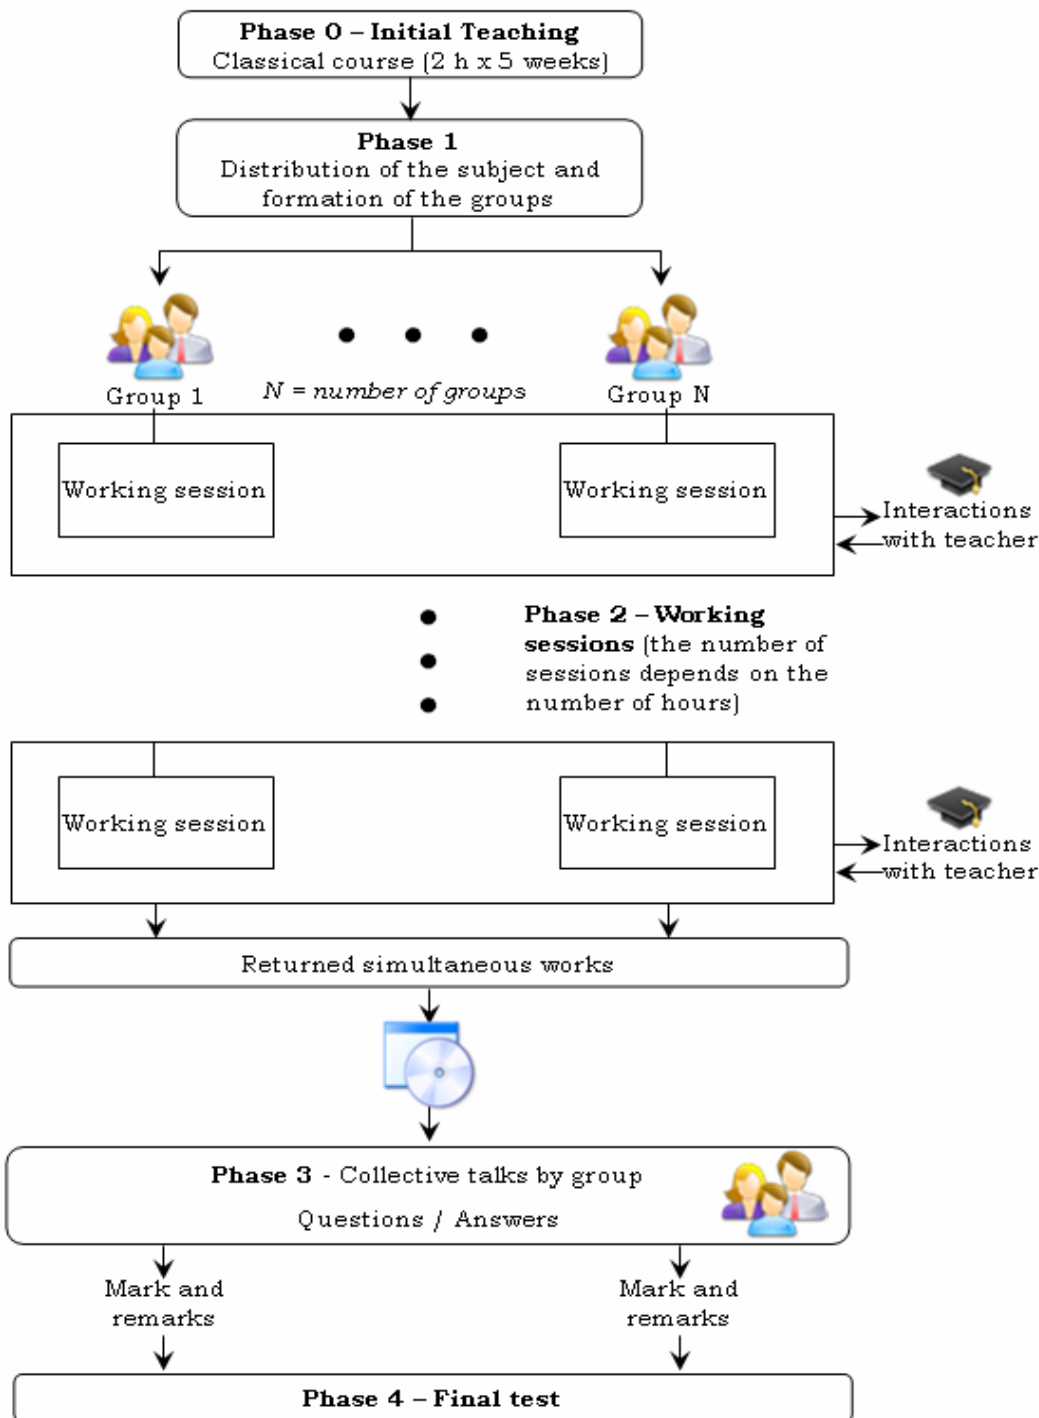 Phase 0 – Initial Teaching
Classical course (2 h x 5 weeks)
Phase 1
Distribution of the subject and
formation of the groups
Group 1
N = number of groups
Group N
Working session
Working session
Interactions
with teacher
Phase 2 – Working
sessions (the number of
sessions depends on the
number of hours)
Working session
Working session
Interactions
with teacher
Returned simultaneous works
Phase 3 - Collective talks by group
Questions / Answers
Mark and
remarks
Mark and
remarks
Phase 4 – Final test